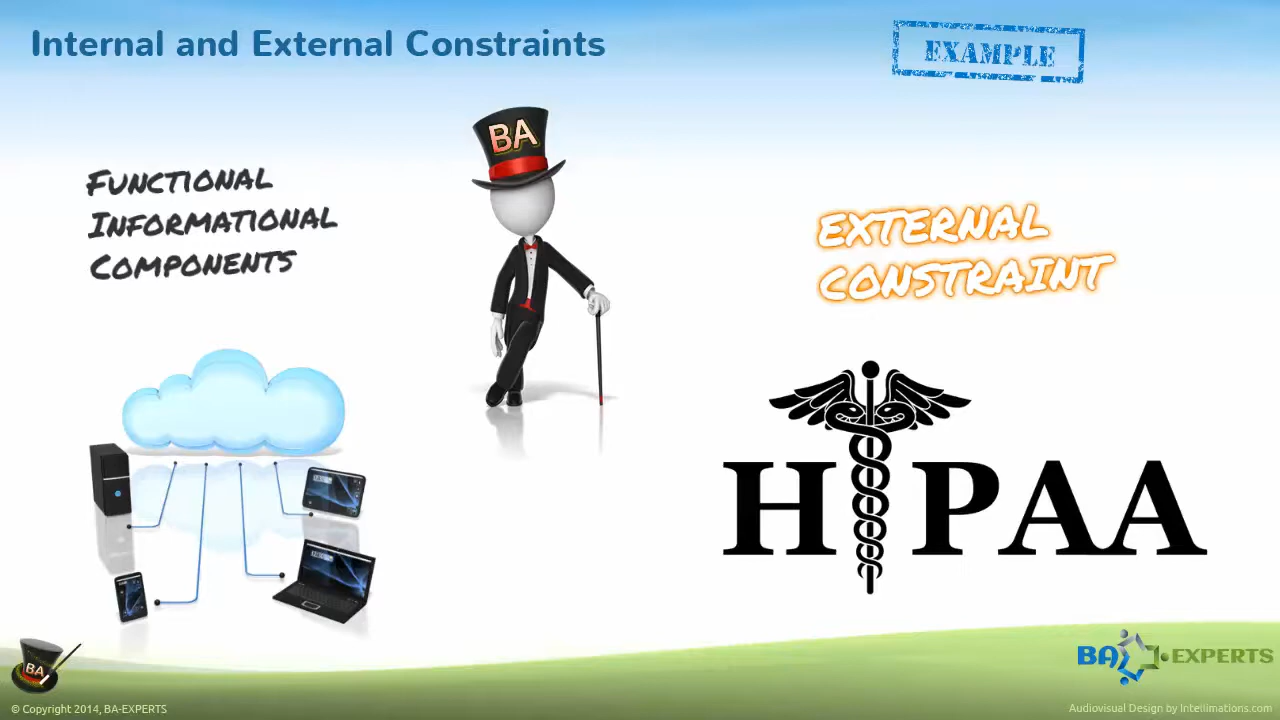 Internal and External Constraints
EXAMPLE
BA
FUNCTIONAL
INFORMATIONAL
COMPONENTS
EXTERNAL
CONSTRAINT
HIPAA
BA
BA EXPERTS
© Copyright 2014, BA-EXPERTS
Audiovisual Design by Intellimations.com